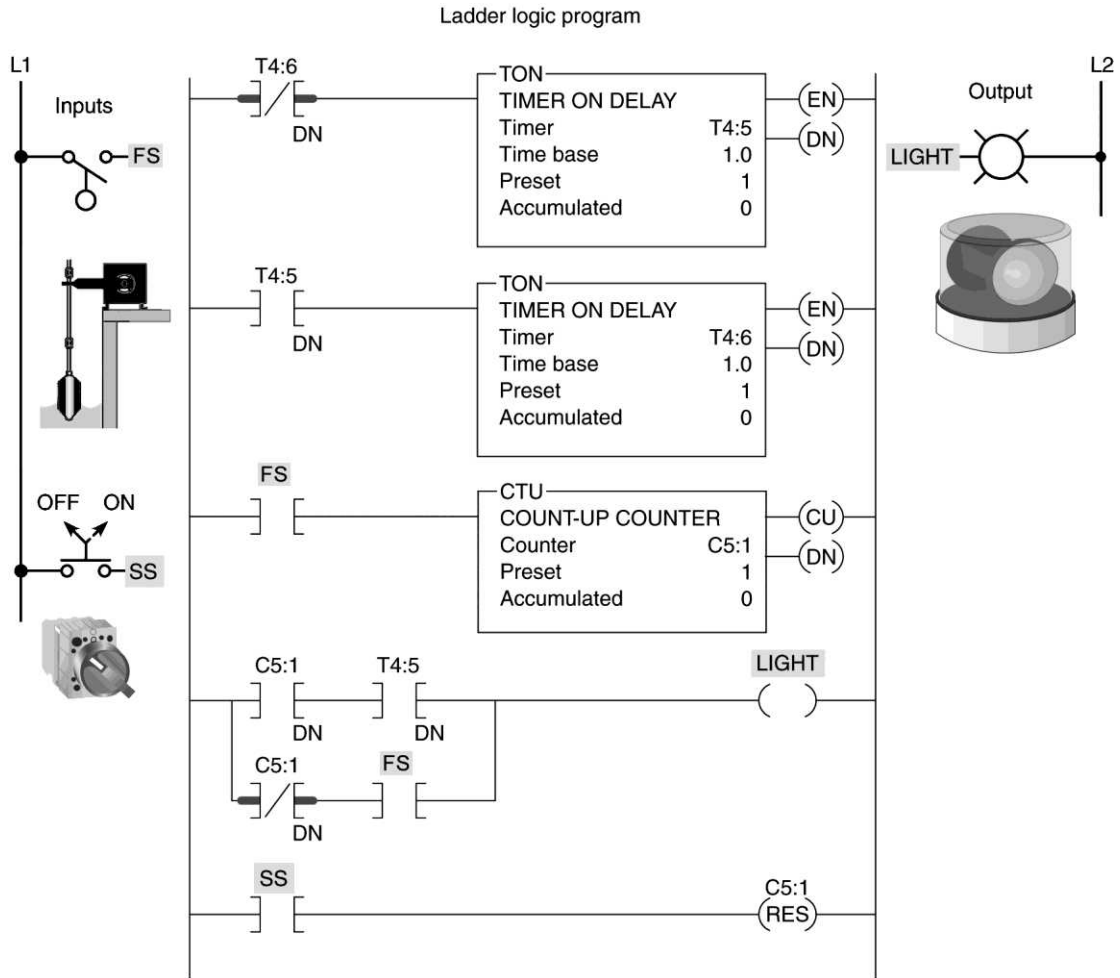 Ladder logic program
L1
Inputs
FS
OFF ON
SS
T4:6
DN
TON
TIMER ON DELAY
Timer T4:5
Time base 1.0
Preset 1
Accumulated 0
EN
DN
T4:5
DN
TON
TIMER ON DELAY
Timer T4:6
Time base 1.0
Preset 1
Accumulated 0
EN
DN
FS
CTU
COUNT-UP COUNTER
Counter C5:1
Preset 1
Accumulated 0
CU
DN
C5:1 T4:5 LIGHT
DN DN
C5:1 FS
DN
SS C5:1
RES
L2
Output
LIGHT